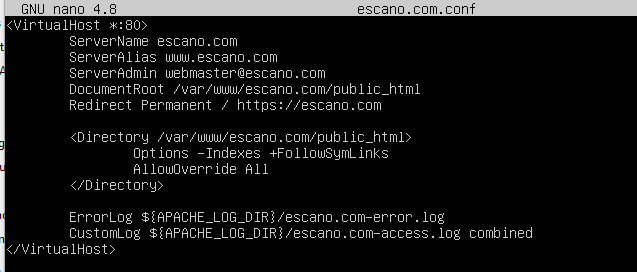 GNU nano 4.8 escano.com.conf
<VirtualHost *:80>
ServerName escano.com
ServerAlias www.escano.com
ServerAdmin webmaster@escano.com
DocumentRoot /var/www/escano.com/public_html
Redirect Permanent / https://escano.com
<Directory /var/www/escano.com/public_html>
Options -Indexes +FollowSymLinks
AllowOverride All
</Directory>
ErrorLog ${APACHE_LOG_DIR}/escano.com-error.log
CustomLog ${APACHE_LOG_DIR}/escano.com-access.log combined
</VirtualHost>